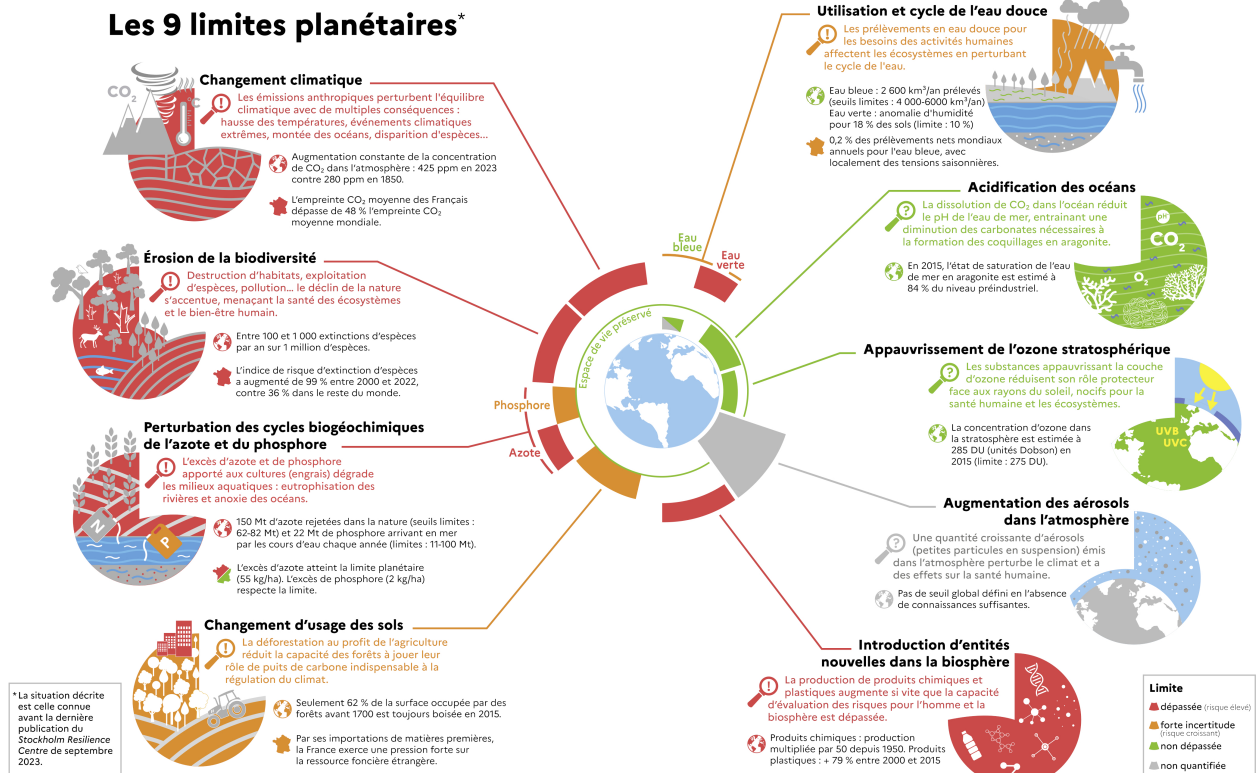 Les 9 limites planétaires*
Changement climatique
Les émissions anthropiques perturbent l'équilibre
climatique avec de multiples conséquences :
hausse des températures, événements climatiques
extrêmes, montée des océans, disparition d'espèces...
Augmentation constante de la concentration
de CO₂ dans l'atmosphère : 425 ppm en 2023
contre 280 ppm en 1850.
L'empreinte CO₂ moyenne des Français
dépasse de 48 % l'empreinte CO₂
moyenne mondiale.
CO₂
°C
Érosion de la biodiversité
Destruction d'habitats, exploitation
d'espèces, pollution... le déclin de la nature
s'accentue, menaçant la santé des écosystèmes
et le bien-être humain.
Entre 100 et 1 000 extinctions d'espèces
par an sur 1 million d'espèces.
L'indice de risque d'extinction d'espèces
a augmenté de 99 % entre 2000 et 2022,
contre 36 % dans le reste du monde.
Perturbation des cycles biogéochimiques
de l'azote et du phosphore
L'excès d'azote et de phosphore
apporté aux cultures (engrais) dégrade
les milieux aquatiques : eutrophisation des
rivières et anoxie des océans.
150 Mt d'azote rejetées dans la nature (seuils limites :
62-82 Mt) et 22 Mt de phosphore arrivant en mer
par les cours d'eau chaque année (limites : 11-100 Mt).
L'excès d'azote atteint la limite planétaire
(55 kg/ha). L'excès de phosphore (2 kg/ha)
respecte la limite.
N
P
Changement d'usage des sols
La déforestation au profit de l'agriculture
réduit la capacité des forêts à jouer leur
rôle de puits de carbone indispensable à la
régulation du climat.
Seulement 62 % de la surface occupée par des
forêts avant 1700 est toujours boisée en 2015.
Par ses importations de matières premières,
la France exerce une pression forte sur
la ressource foncière étrangère.
* La situation décrite
est celle connue
avant la dernière
publication du
Stockholm Resilience
Centre de septembre
2023.
Eau
bleue
Eau
verte
Espace de vie préservé
Phosphore
Azote
Utilisation et cycle de l'eau douce
Les prélèvements en eau douce pour
les besoins des activités humaines
affectent les écosystèmes en perturbant
le cycle de l'eau.
Eau bleue : 2 600 km³/an prélevés
(seuils limites : 4 000-6000 km³/an)
Eau verte : anomalie d'humidité
pour 18 % des sols (limite : 10 %)
0,2 % des prélèvements nets mondiaux
annuels pour l'eau bleue, avec
localement des tensions saisonnières.
Acidification des océans
La dissolution de CO₂ dans l'océan réduit
le pH de l'eau de mer, entrainant une
diminution des carbonates nécessaires à
la formation des coquillages en aragonite.
En 2015, l'état de saturation de l'eau
de mer en aragonite est estimé à
84 % du niveau préindustriel.
pH
CO₂
O₂
Appauvrissement de l'ozone stratosphérique
Les substances appauvrissant la couche
d'ozone réduisent son rôle protecteur
face aux rayons du soleil, nocifs pour la
santé humaine et les écosystèmes.
La concentration d'ozone dans
la stratosphère est estimée à
285 DU (unités Dobson) en
2015 (limite : 275 DU).
UVB
UVC
Augmentation des aérosols
dans l'atmosphère
Une quantité croissante d'aérosols
(petites particules en suspension) émis
dans l'atmosphère perturbe le climat et a
des effets sur la santé humaine.
Pas de seuil global défini en l'absence
de connaissances suffisantes.
Introduction d'entités
nouvelles dans la biosphère
La production de produits chimiques et
plastiques augmente si vite que la capacité
d'évaluation des risques pour l'homme et la
biosphère est dépassée.
Produits chimiques : production
multipliée par 50 depuis 1950. Produits
plastiques : + 79 % entre 2000 et 2015
Limite
dépassée (risque élevé)
forte incertitude
(risque croissant)
non dépassée
non quantifiée